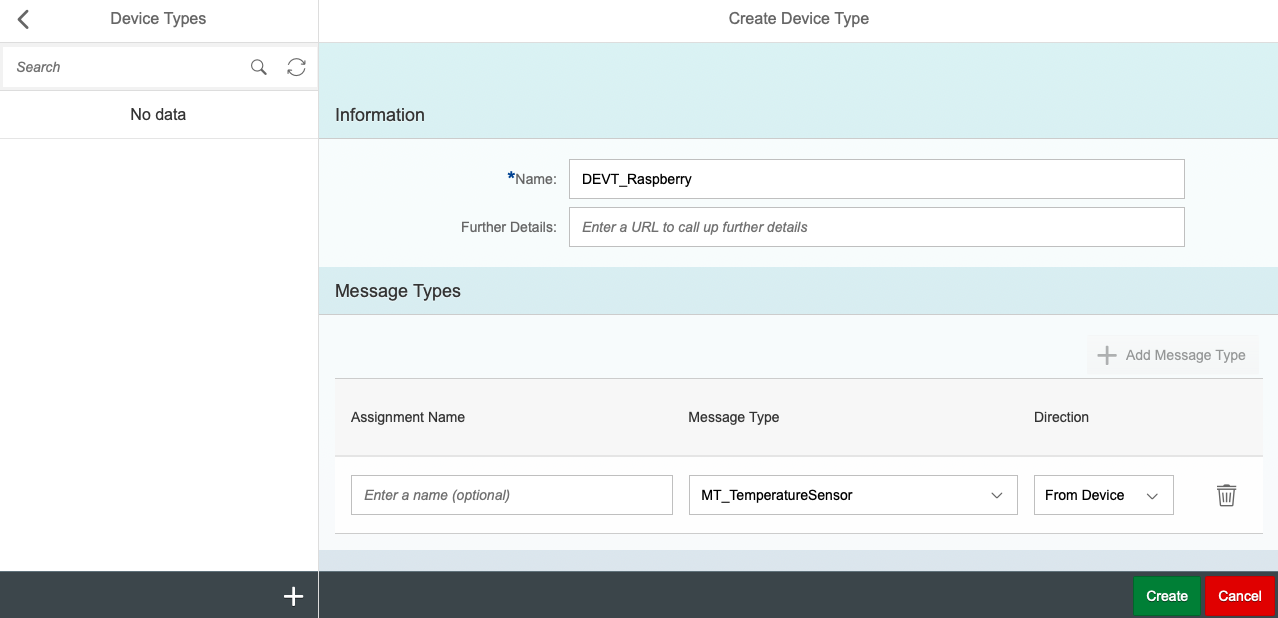 Device Types
Create Device Type
Search
No data
Information
*Name: DEVT_Raspberry
Further Details: Enter a URL to call up further details
Message Types
Add Message Type
Assignment Name Message Type Direction
Enter a name (optional) MT_TemperatureSensor From Device
Create Cancel